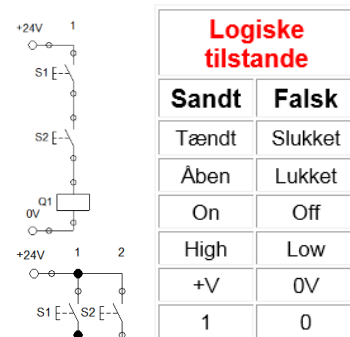 +24V 1
S1
S2
Q1
0V
+24V 1 2
S1 S2
Logiske
tilstande
Sandt Falsk
Tændt Slukket
Åben Lukket
On Off
High Low
+V 0V
1 0